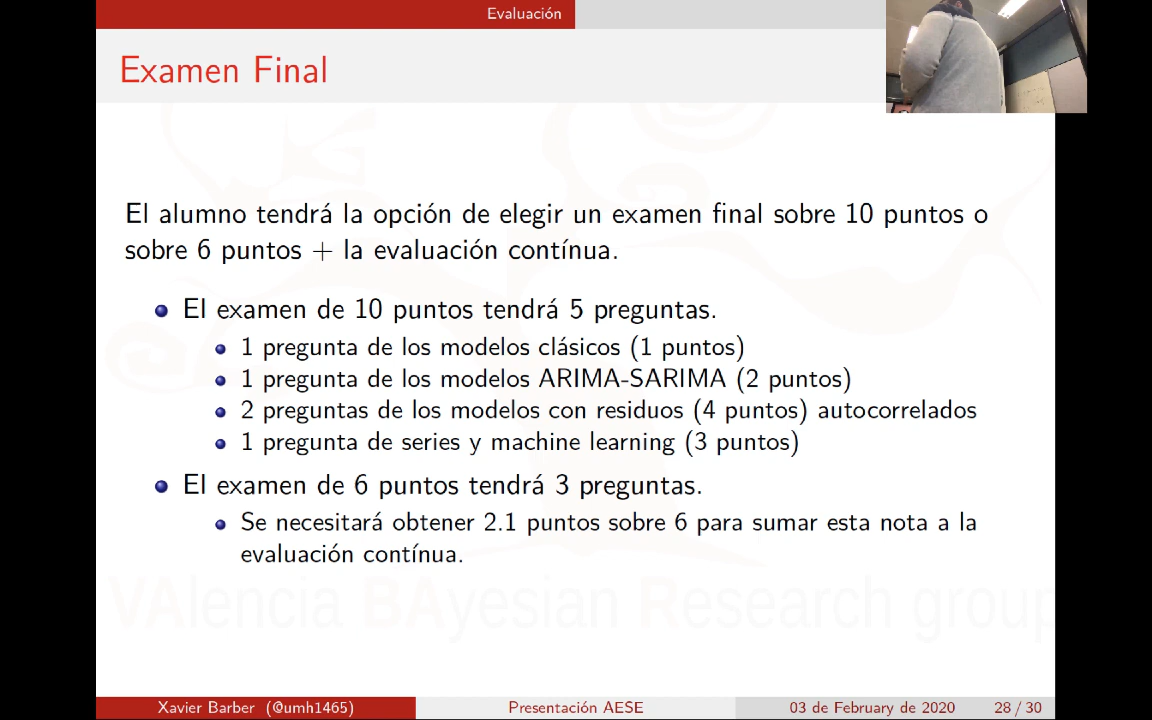 Evaluación
Examen Final
El alumno tendrá la opción de elegir un examen final sobre 10 puntos o
sobre 6 puntos + la evaluación contínua.
El examen de 10 puntos tendrá 5 preguntas.
1 pregunta de los modelos clásicos (1 puntos)
1 pregunta de los modelos ARIMA-SARIMA (2 puntos)
2 preguntas de los modelos con residuos (4 puntos) autocorrelados
1 pregunta de series y machine learning (3 puntos)
El examen de 6 puntos tendrá 3 preguntas.
Se necesitará obtener 2.1 puntos sobre 6 para sumar esta nota a la
evaluación contínua.
VAlencia BAyesian Research group
Xavier Barber (@umh1465) Presentación AESE 03 de February de 2020 28 / 30